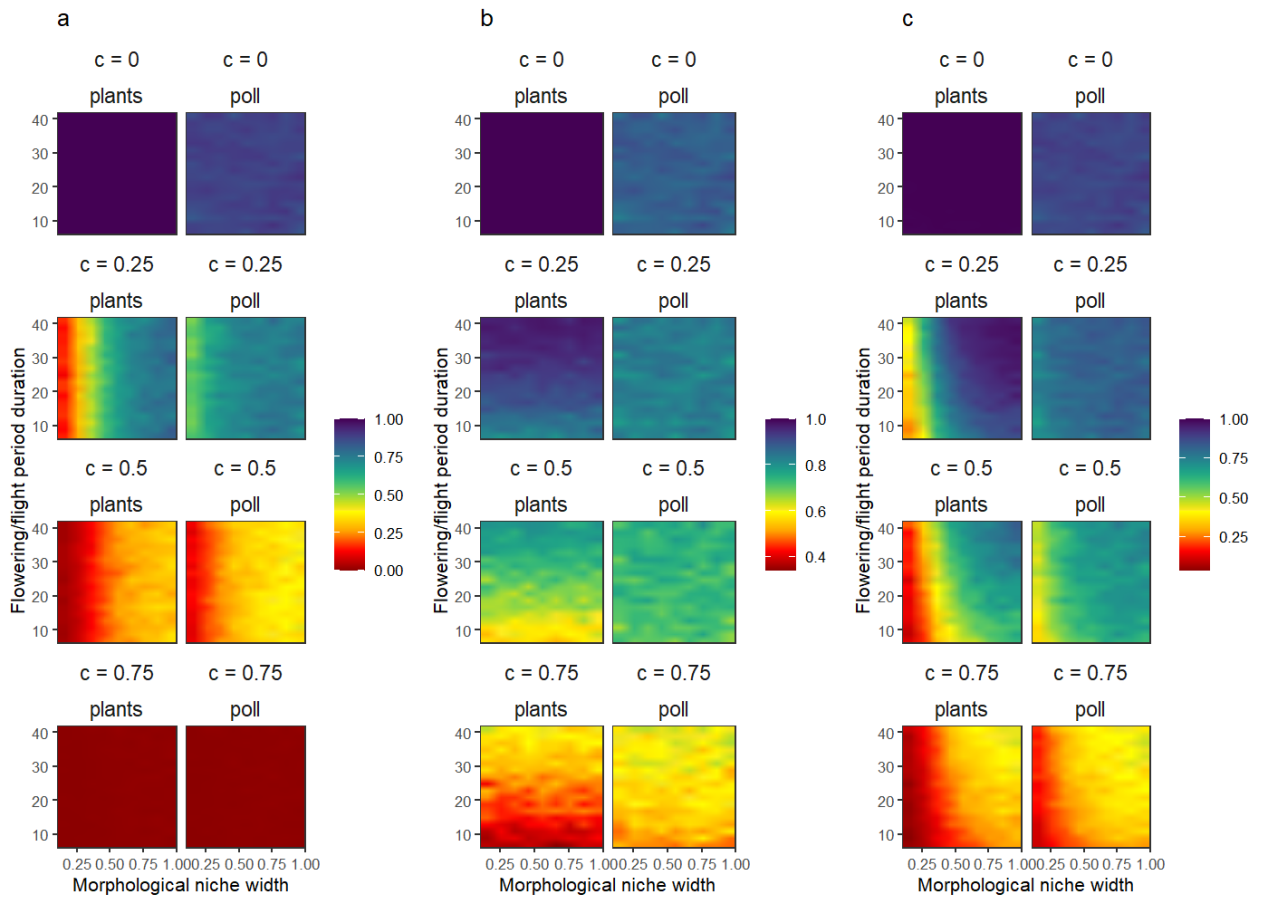 a b c
c = 0 c = 0 c = 0 c = 0 c = 0 c = 0
plants poll plants poll plants poll
40 40 40
30 30 30
20 20 20
10 10 10
c = 0.25 c = 0.25 c = 0.25 c = 0.25 c = 0.25 c = 0.25
plants poll plants poll plants poll
40 40 40
30 30 30
20 20 20
10 10 10
c = 0.5 c = 0.5 c = 0.5 c = 0.5 c = 0.5 c = 0.5
plants poll plants poll plants poll
40 40 40
30 30 30
20 20 20
10 10 10
c = 0.75 c = 0.75 c = 0.75 c = 0.75 c = 0.75 c = 0.75
plants poll plants poll plants poll
40 40 40
30 30 30
20 20 20
10 10 10
0.25 0.50 0.75 1.00 0.25 0.50 0.75 1.00 0.25 0.50 0.75 1.00 0.25 0.50 0.75 1.00 0.25 0.50 0.75 1.00 0.25 0.50 0.75 1.00
Morphological niche width Morphological niche width Morphological niche width
Flowering/flight period duration
1.00
0.75
0.50
0.25
0.00
Flowering/flight period duration
1.0
0.8
0.6
0.4
Flowering/flight period duration
1.00
0.75
0.50
0.25